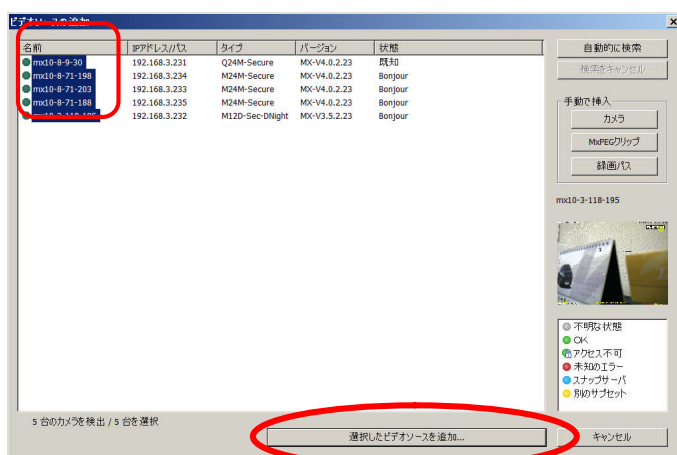 ビデオソースの追加
名前 IPアドレス/パス タイプ バージョン 状態
mx10-8-9-30 192.168.3.231 Q24M-Secure MX-V4.0.2.23 既知
mx10-8-71-198 192.168.3.234 M24M-Secure MX-V4.0.2.23 Bonjour
mx10-8-71-203 192.168.3.233 M24M-Secure MX-V4.0.2.23 Bonjour
mx10-8-71-188 192.168.3.235 M24M-Secure MX-V4.0.2.23 Bonjour
mx10-3-118-195 192.168.3.232 M12D-Sec-DNight MX-V3.5.2.23 Bonjour
自動的に検索
検索をキャンセル
手動で挿入
カメラ
MxPEGクリップ
録画パス
mx10-3-118-195
不明な状態
OK
アクセス不可
未知のエラー
スナップサーバ
別のサブセット
5 台のカメラを検出 / 5 台を選択
選択したビデオソースを追加...
キャンセル